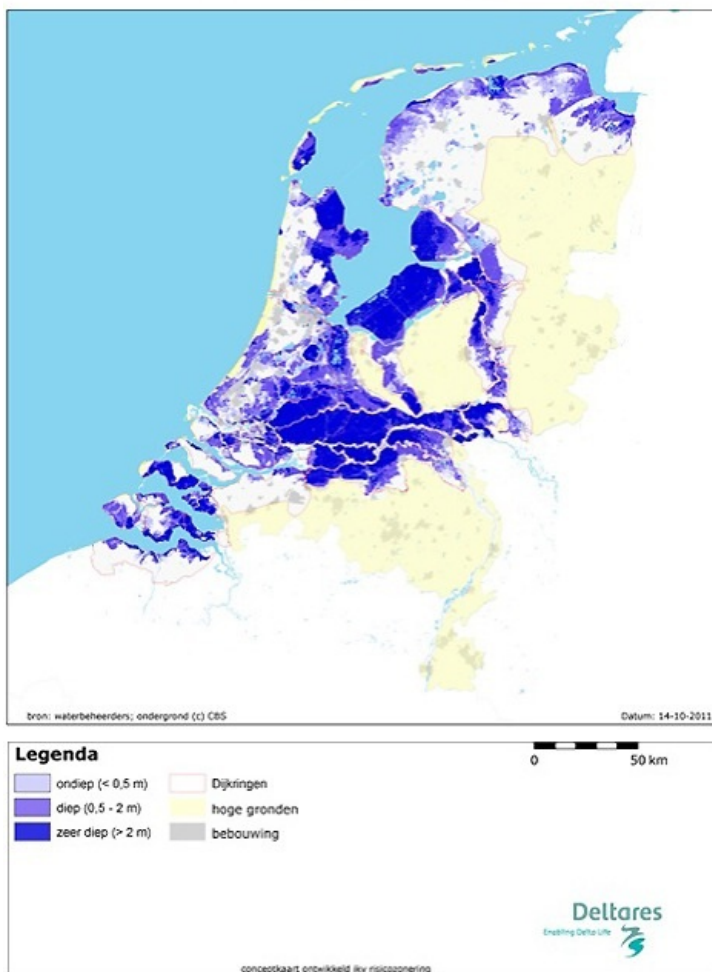 bron: waterbeheerders; ondergrond (c) CBS
Datum: 14-10-2011
Legenda
0 50 km
ondiep (< 0,5 m)
Dijkringen
diep (0,5 - 2 m)
hoge gronden
zeer diep (> 2 m)
bebouwing
Deltares
Enabling Delta Life
conceptkaart ontwikkeld ikv risicozonering